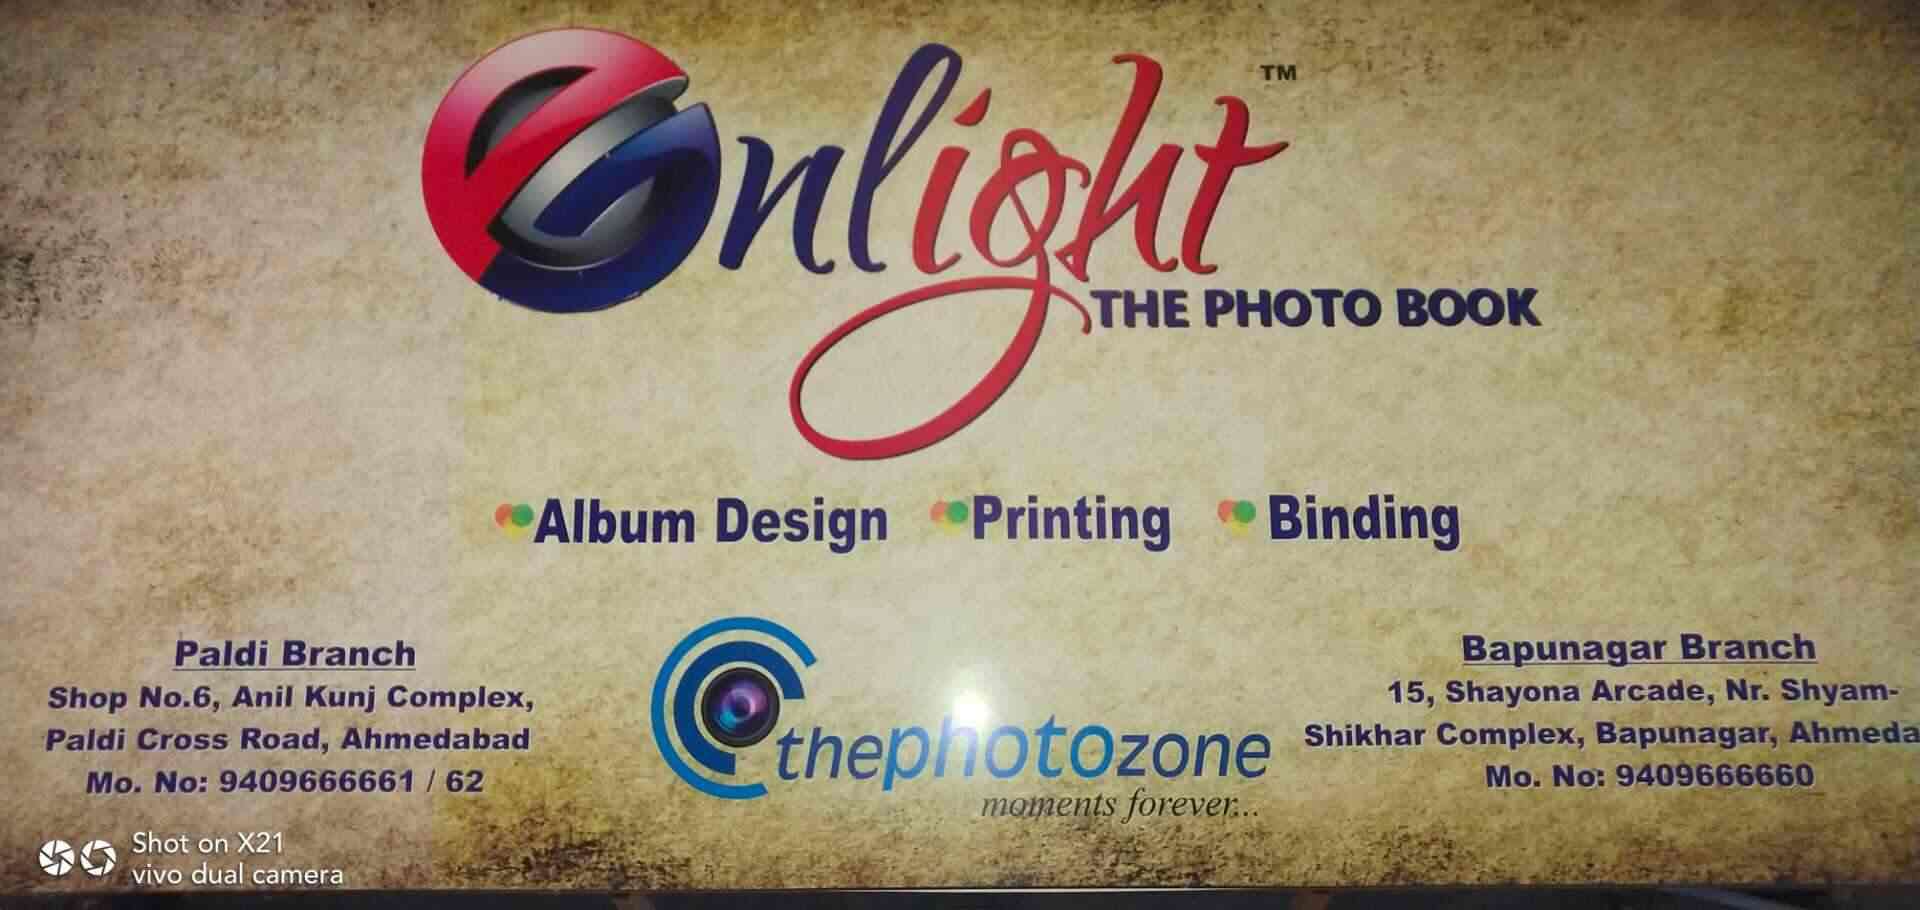 enlight TM
THE PHOTO BOOK
Album Design Printing Binding
Paldi Branch
Shop No.6, Anil Kunj Complex,
Paldi Cross Road, Ahmedabad
Mo. No: 9409666661 / 62
thephotozone
moments forever...
Bapunagar Branch
15, Shayona Arcade, Nr. Shyam-
Shikhar Complex, Bapunagar, Ahmeda
Mo. No: 9409666660
Shot on X21
vivo dual camera